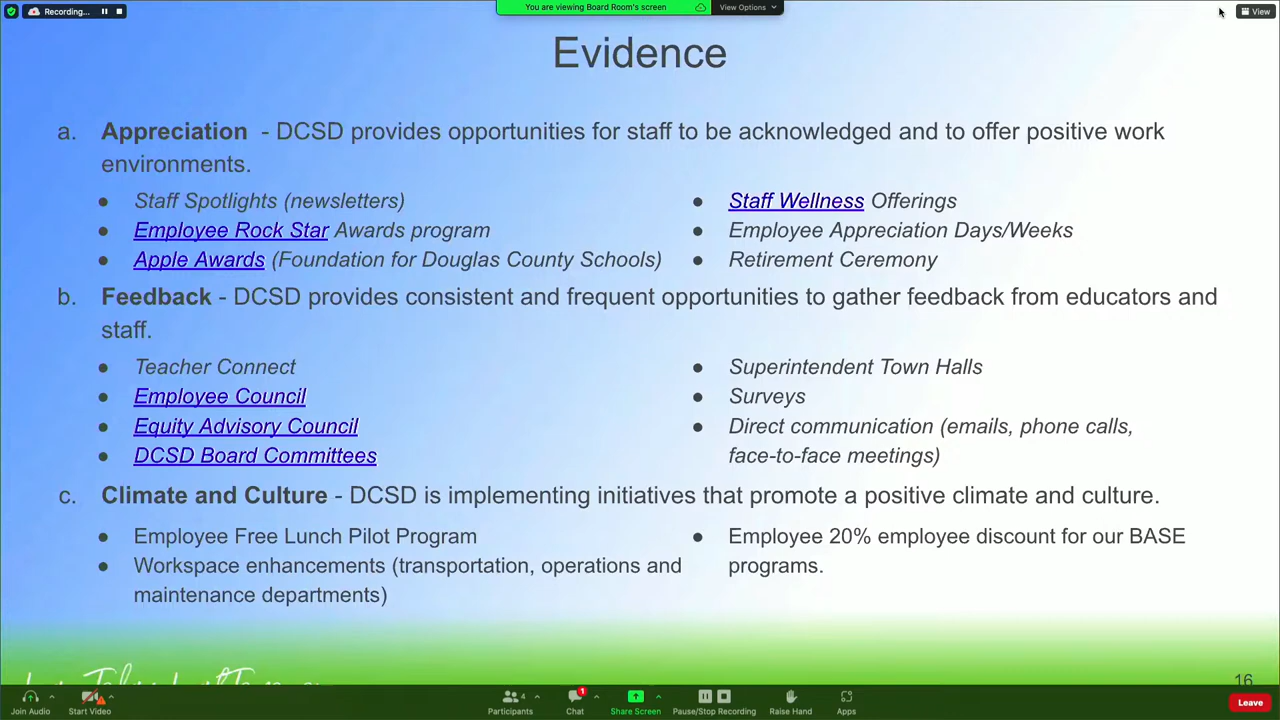 Recording...
You are viewing Board Room's screen
View Options
View
Evidence
a. Appreciation - DCSD provides opportunities for staff to be acknowledged and to offer positive work
environments.
● Staff Spotlights (newsletters)
● Employee Rock Star Awards program
● Apple Awards (Foundation for Douglas County Schools)
● Staff Wellness Offerings
● Employee Appreciation Days/Weeks
● Retirement Ceremony
b. Feedback - DCSD provides consistent and frequent opportunities to gather feedback from educators and
staff.
● Teacher Connect
● Employee Council
● Equity Advisory Council
● DCSD Board Committees
● Superintendent Town Halls
● Surveys
● Direct communication (emails, phone calls,
face-to-face meetings)
c. Climate and Culture - DCSD is implementing initiatives that promote a positive climate and culture.
● Employee Free Lunch Pilot Program
● Workspace enhancements (transportation, operations and
maintenance departments)
● Employee 20% employee discount for our BASE
programs.
16
Join Audio
Start Video
4
Participants
1
Chat
Share Screen
Pause/Stop Recording
Raise Hand
Apps
Leave